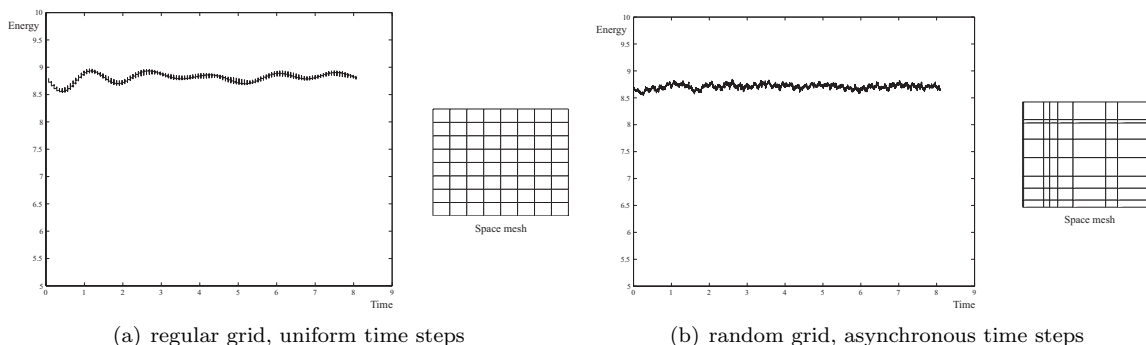 Energy
10
9.5
9
8.5
8
7.5
7
6.5
6
5.5
5
0 1 2 3 4 5 6 7 8 9
Time
Space mesh
(a) regular grid, uniform time steps
Energy
10
9.5
9
8.5
8
7.5
7
6.5
6
5.5
5
0 1 2 3 4 5 6 7 8 9
Time
Space mesh
(b) random grid, asynchronous time steps